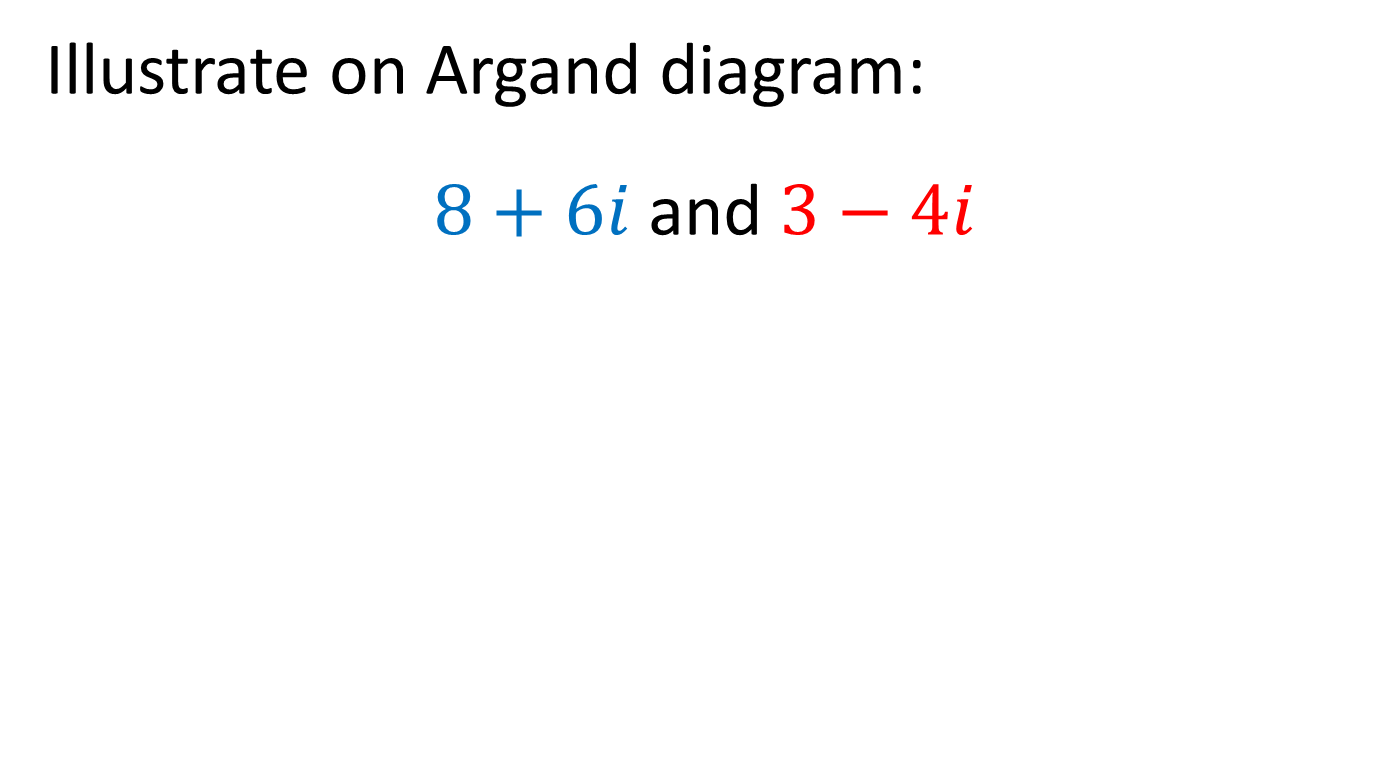 Illustrate on Argand diagram:
8 + 6i and 3 − 4i